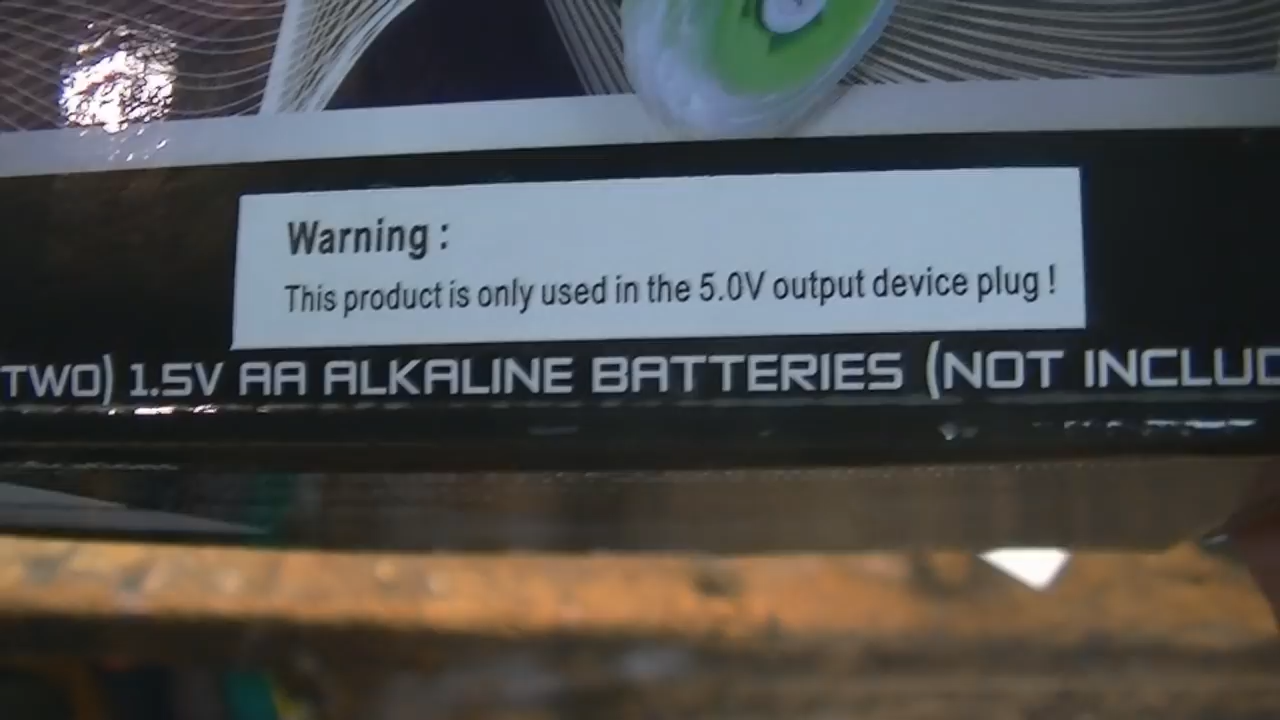 Warning :
This product is only used in the 5.0V output device plug !
TWO) 1.5V AA ALKALINE BATTERIES (NOT INCLUD